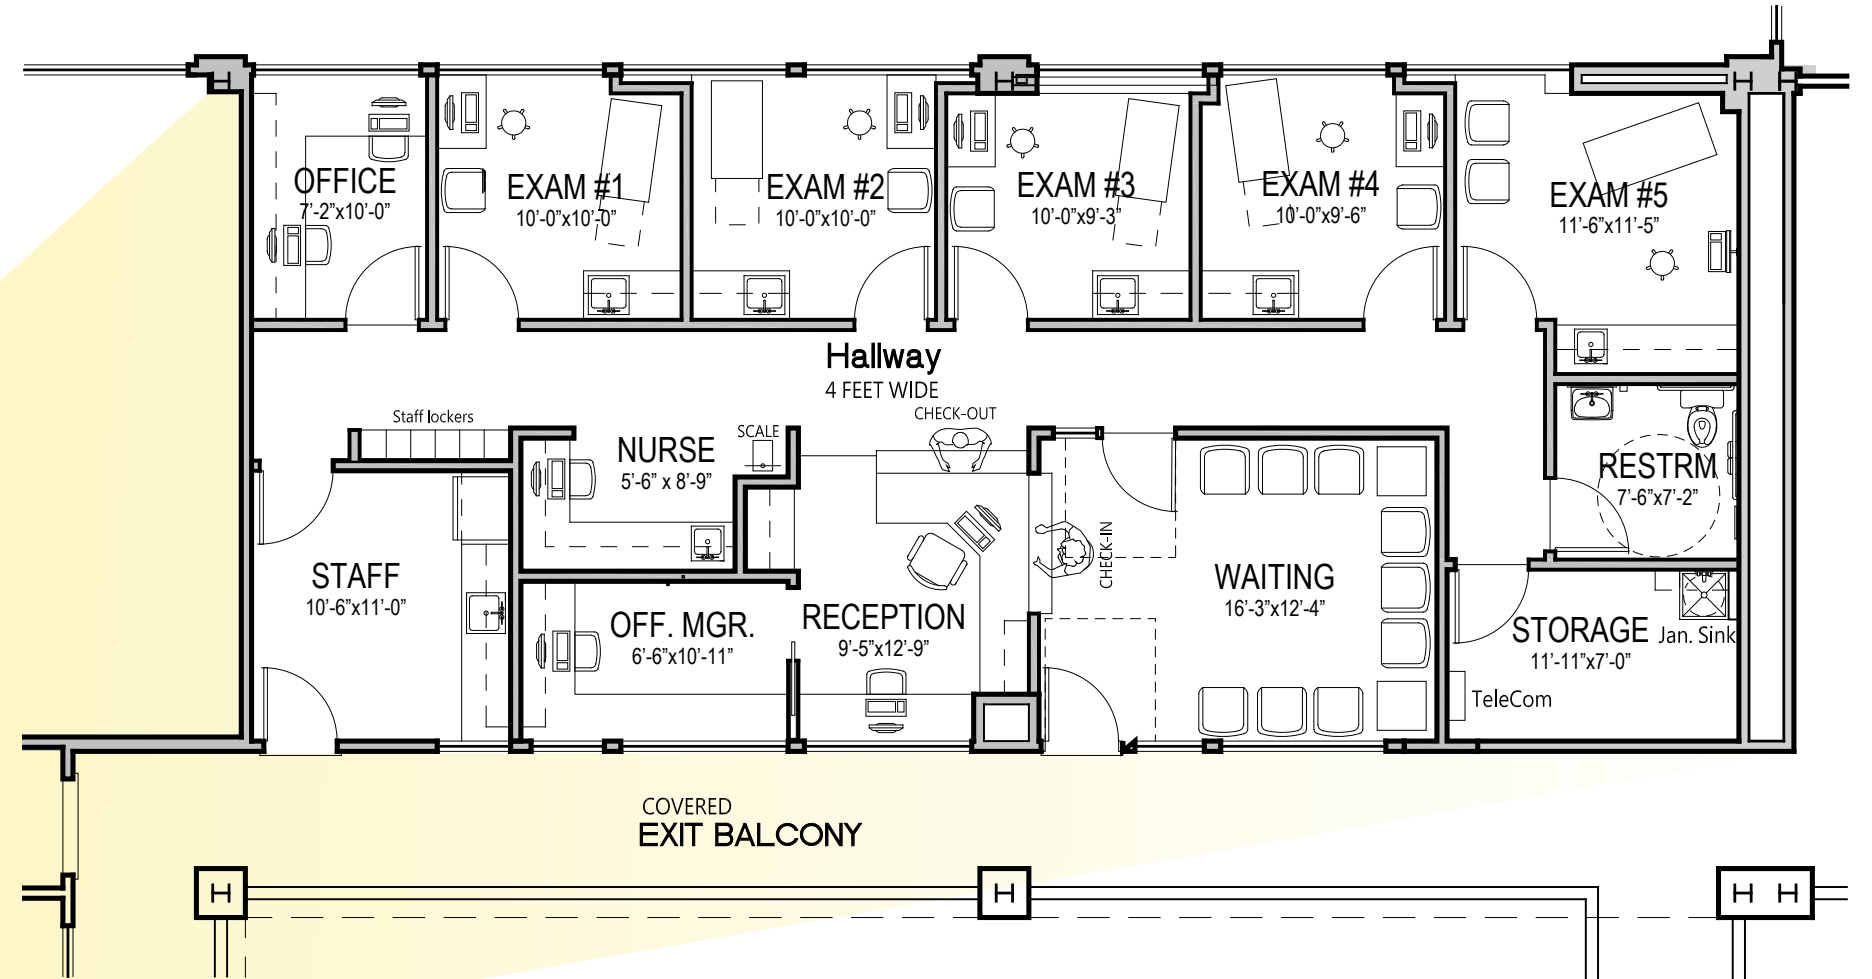 OFFICE
7'-2"x10'-0"
EXAM #1
10'-0"x10'-0"
EXAM #2
10'-0"x10'-0"
EXAM #3
10'-0"x9'-3"
EXAM #4
10'-0"x9'-6"
EXAM #5
11'-6"x11'-5"
Hallway
4 FEET WIDE
Staff lockers
NURSE
5'-6" x 8'-9"
SCALE
CHECK-OUT
CHECK-IN
RESTRM
7'-6"x7'-2"
STAFF
10'-6"x11'-0"
OFF. MGR.
6'-6"x10'-11"
RECEPTION
9'-5"x12'-9"
WAITING
16'-3"x12'-4"
STORAGE
11'-11"x7'-0"
Jan. Sink
TeleCom
COVERED
EXIT BALCONY